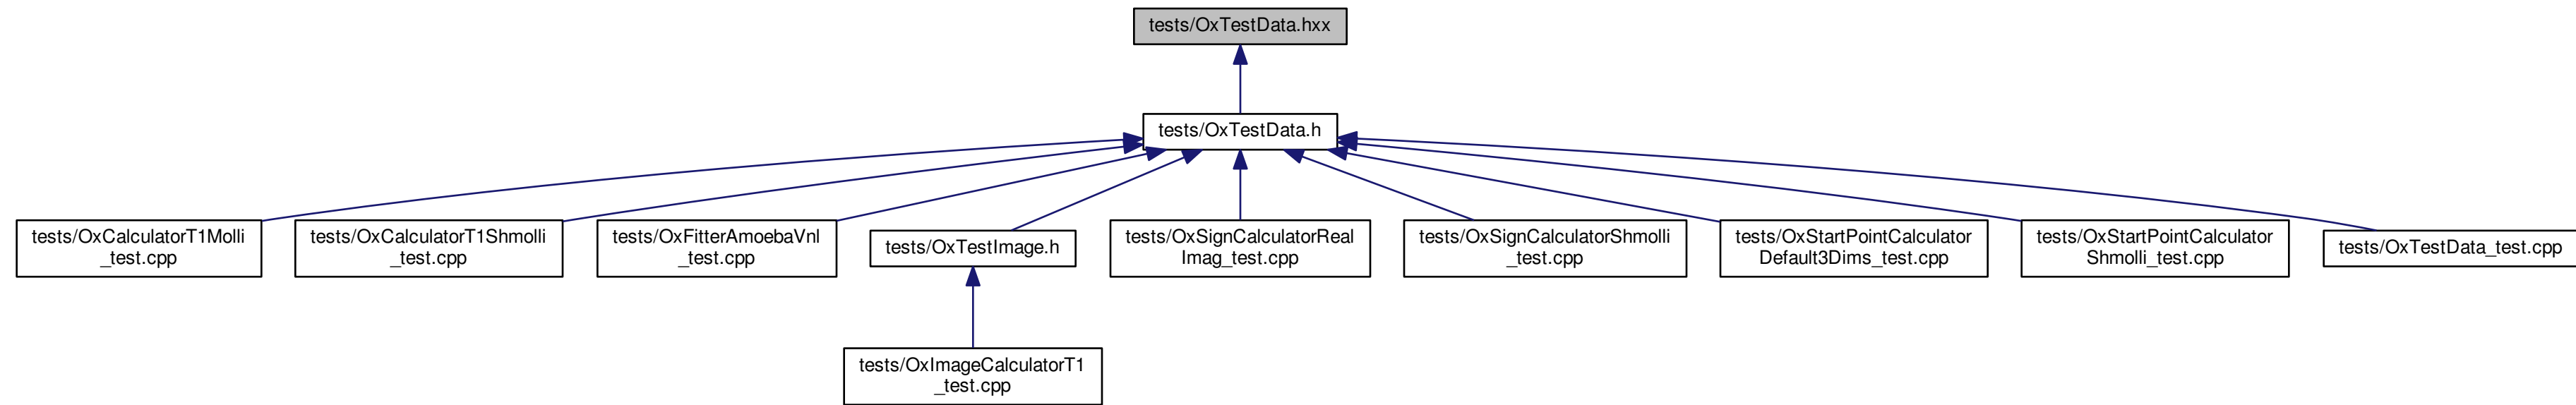 tests/OxTestData.hxx
tests/OxTestData.h
tests/OxCalculatorT1Molli
_test.cpp
tests/OxCalculatorT1Shmolli
_test.cpp
tests/OxFitterAmoebaVnl
_test.cpp
tests/OxTestImage.h
tests/OxSignCalculatorReal
Imag_test.cpp
tests/OxSignCalculatorShmolli
_test.cpp
tests/OxStartPointCalculator
Default3Dims_test.cpp
tests/OxStartPointCalculator
Shmolli_test.cpp
tests/OxTestData_test.cpp
tests/OxImageCalculatorT1
_test.cpp